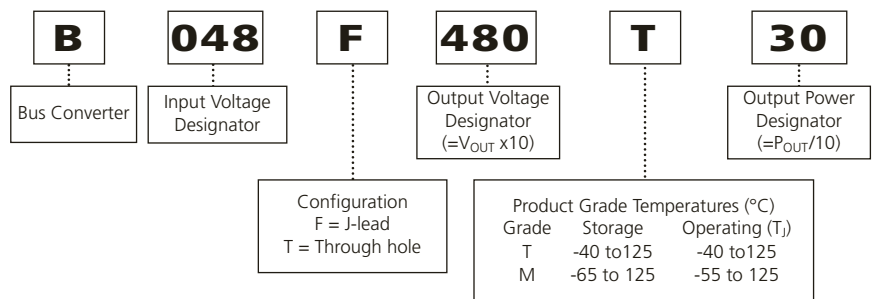 B 048 F 480 T 30
Bus Converter
Input Voltage
Designator
Output Voltage
Designator
(=VOUT x10)
Output Power
Designator
(=POUT/10)
Configuration
F = J-lead
T = Through hole
Product Grade Temperatures (°C)
Grade Storage Operating (TJ)
T -40 to125 -40 to125
M -65 to 125 -55 to 125